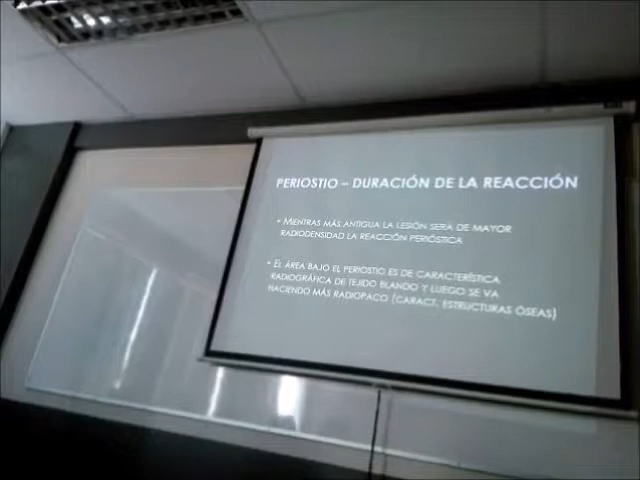 PERIOSTIO – DURACIÓN DE LA REACCIÓN
• MIENTRAS MÁS ANTIGUA LA LESIÓN SERÁ DE MAYOR
RADIODENSIDAD LA REACCIÓN PERIÓSTICA
• EL ÁREA BAJO EL PERIOSTIO ES DE CARACTERÍSTICA
RADIOGRÁFICA DE TEJIDO BLANDO Y LUEGO SE VA
HACIENDO MÁS RADIOPACO (CARACT. ESTRUCTURAS ÓSEAS)